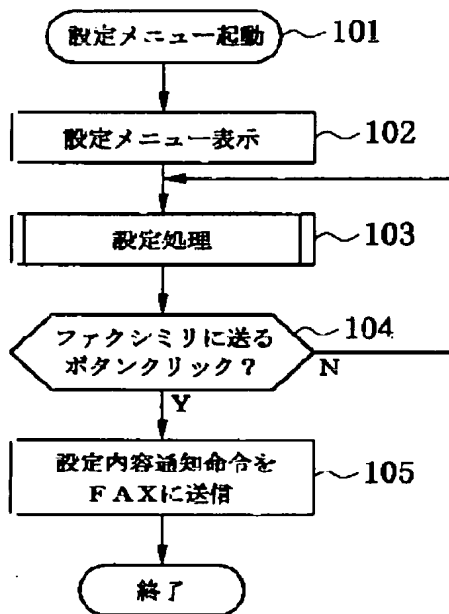 設定メニュー起動
101
設定メニュー表示
102
設定処理
103
ファクシミリに送る
ボタンクリック？
104
N
Y
設定内容通知命令を
FAXに送信
105
終了